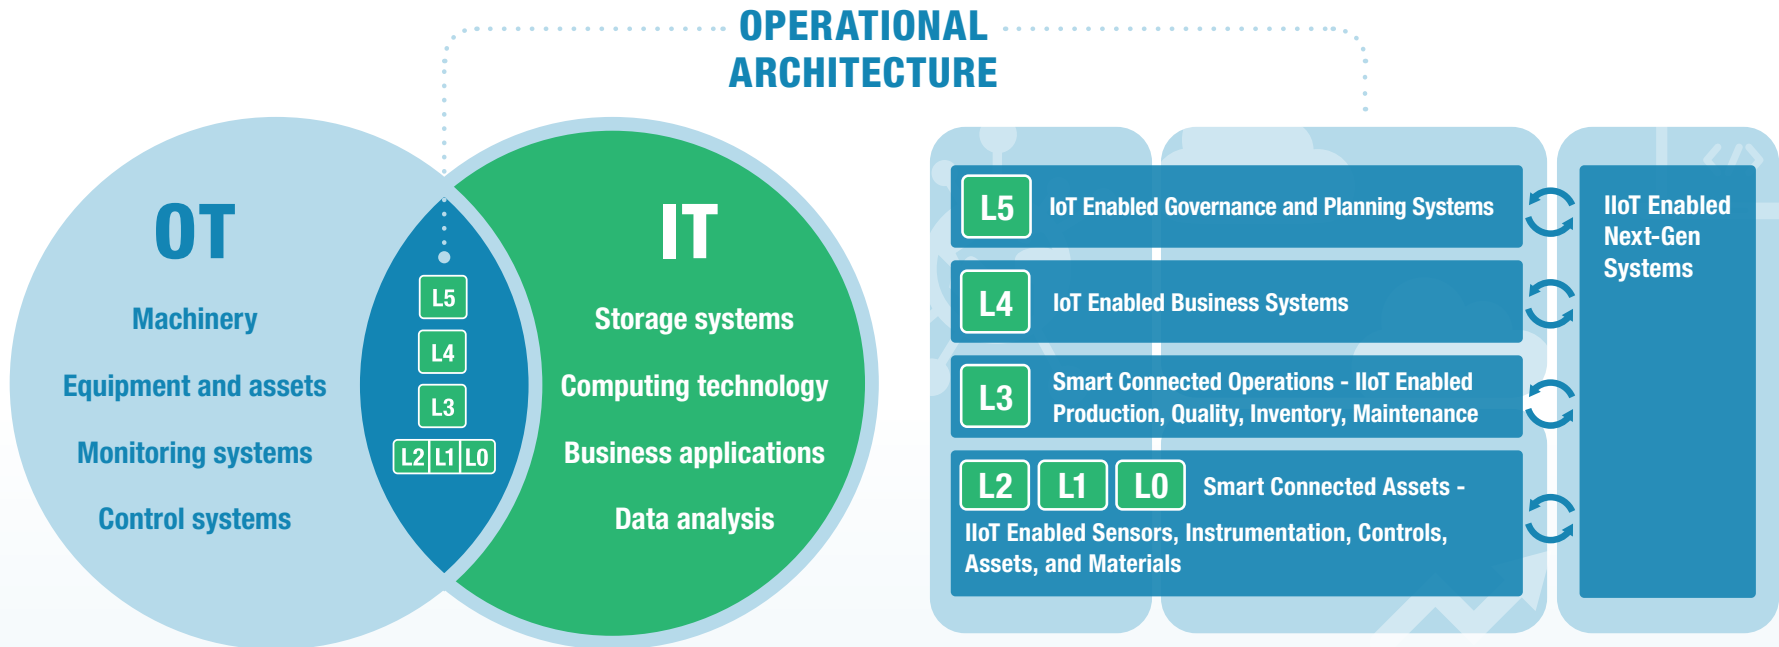 OPERATIONAL
ARCHITECTURE
OT
Machinery
Equipment and assets
Monitoring systems
Control systems
L5
L4
L3
L2 L1 L0
IT
Storage systems
Computing technology
Business applications
Data analysis
L5 IoT Enabled Governance and Planning Systems
L4 IoT Enabled Business Systems
L3 Smart Connected Operations - IIoT Enabled
Production, Quality, Inventory, Maintenance
L2 L1 L0 Smart Connected Assets -
IIoT Enabled Sensors, Instrumentation, Controls,
Assets, and Materials
IIoT Enabled
Next-Gen
Systems